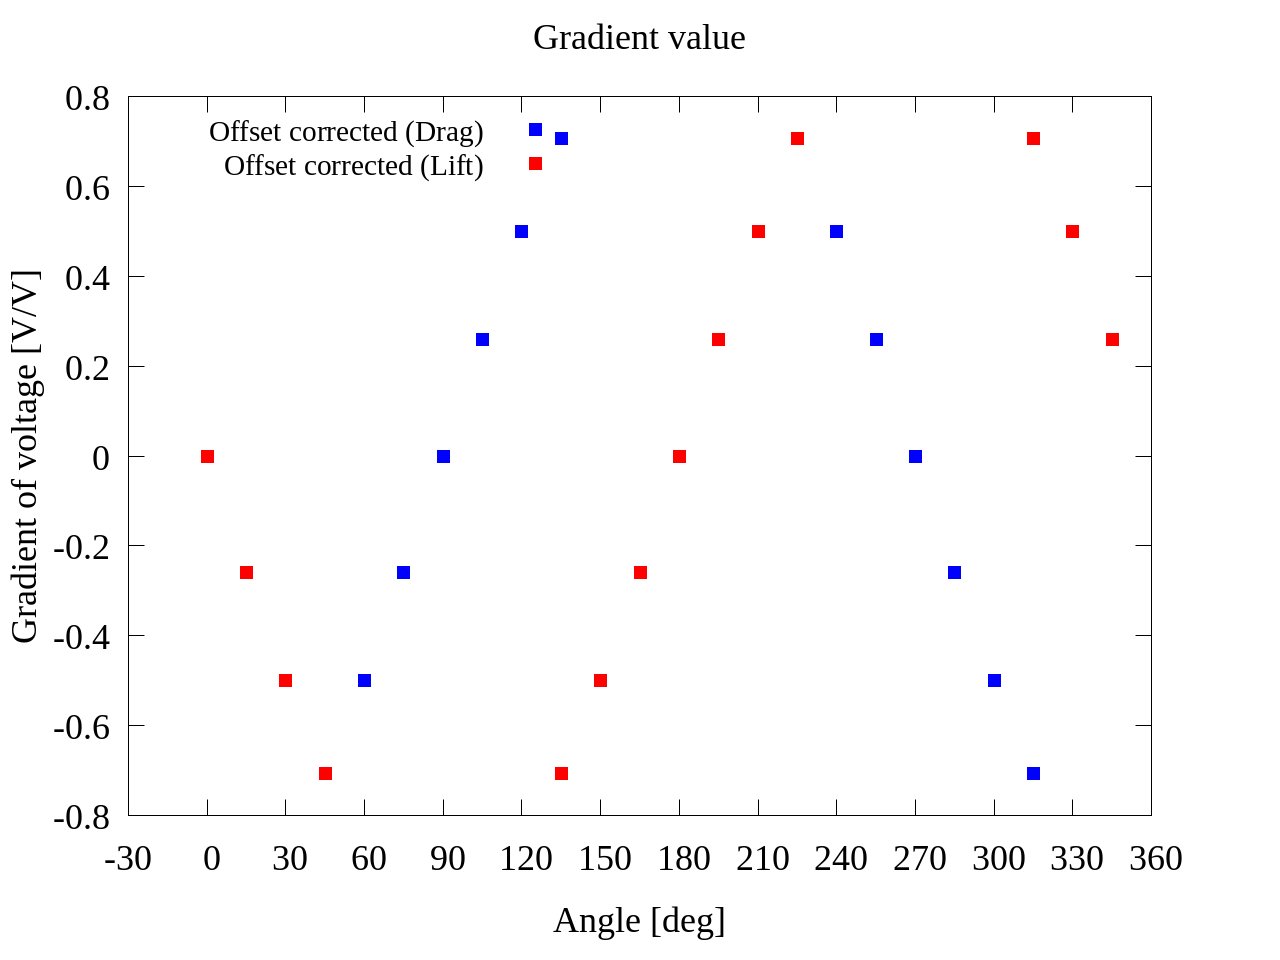 Gradient value
Offset corrected (Drag)
Offset corrected (Lift)
Gradient of voltage [V/V]
0.8
0.6
0.4
0.2
0
-0.2
-0.4
-0.6
-0.8
-30 0 30 60 90 120 150 180 210 240 270 300 330 360
Angle [deg]